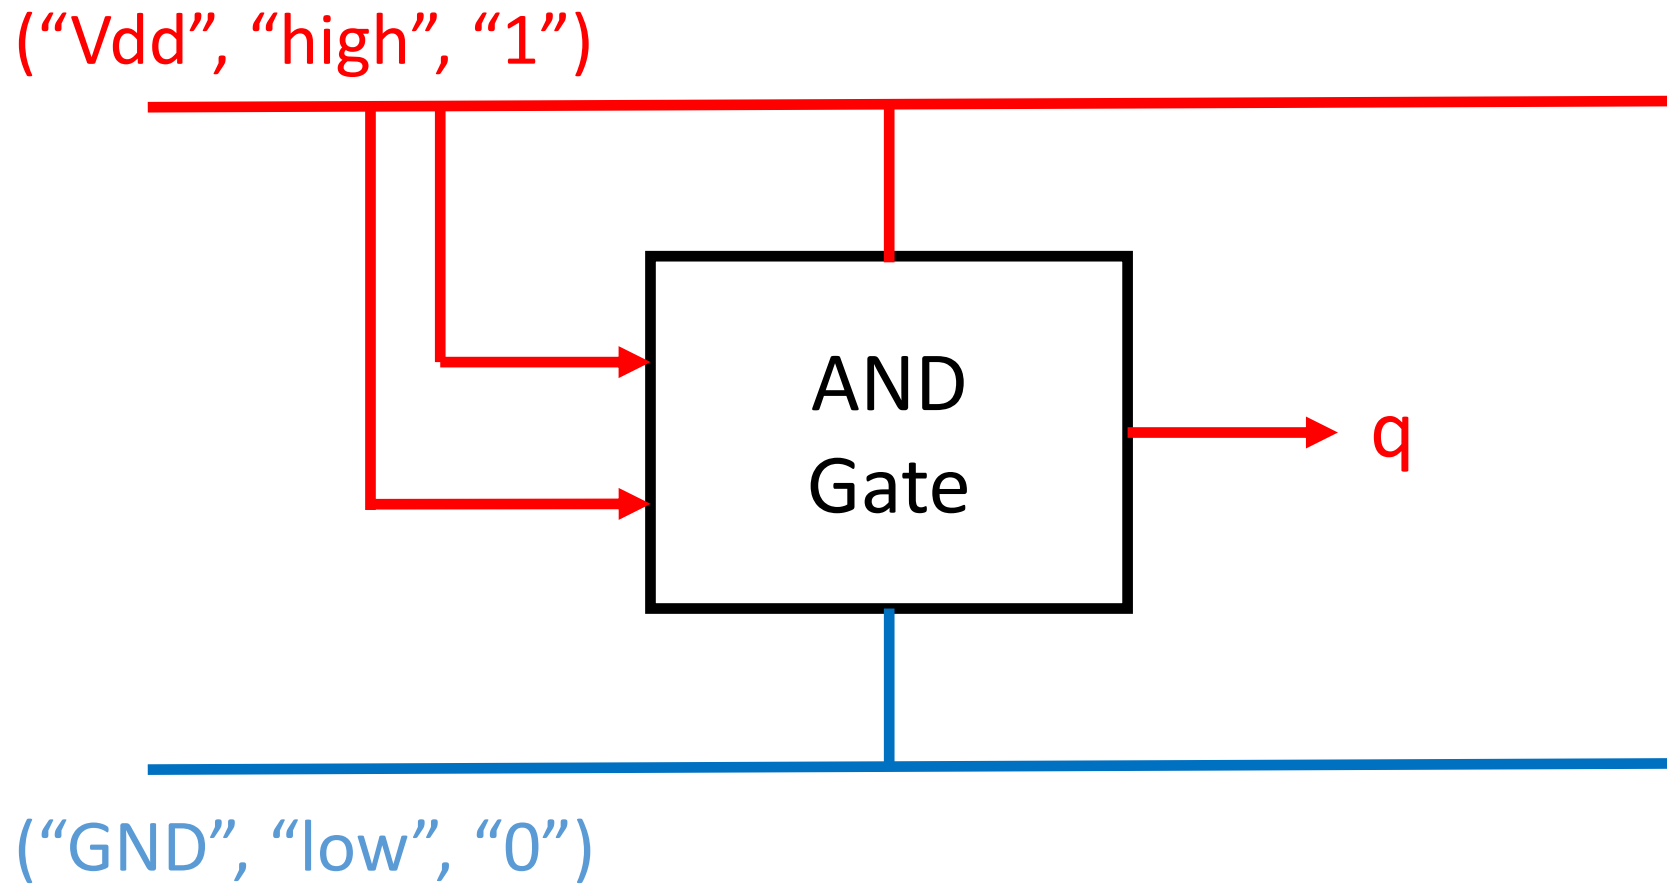 (“Vdd”, “high”, “1”)
AND
Gate
q
(“GND”, “low”, “0”)